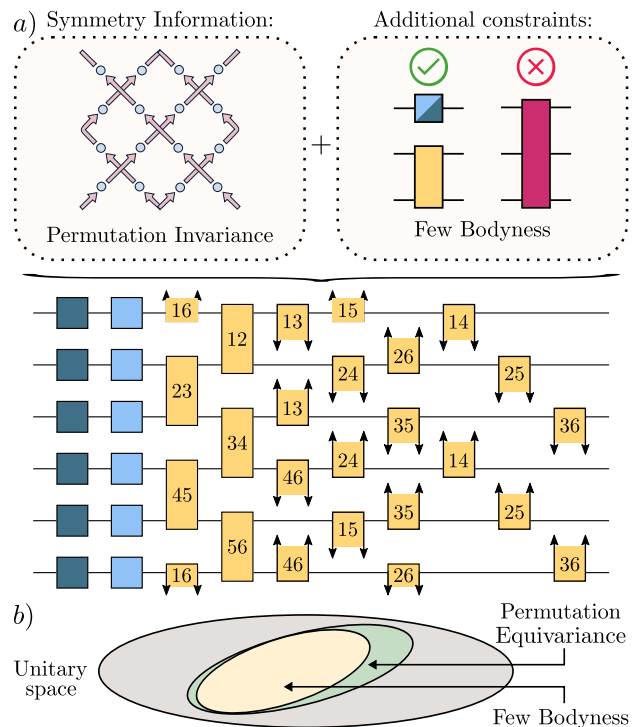 a)
Symmetry Information:
Additional constraints:
+
Permutation Invariance
Few Bodyness
16 13 15 14
12
26
24 25
23
13 35 36
34
24 14
46
45
35 25
15
56
16 46 26 36
b)
Permutation
Equivariance
Unitary
space
Few Bodyness